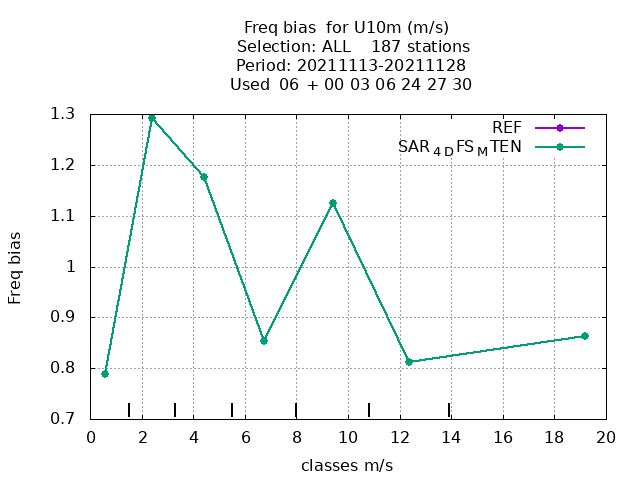 Freq bias  for U10m (m/s)
Selection: ALL    187 stations
Period: 20211113-20211128
Used  06  + 00 03 06 24 27 30
REF
SAR4DFSMTEN
1.3
1.2
1.1
1
0.9
0.8
0.7
Freq bias
0 2 4 6 8 10 12 14 16 18 20
classes m/s